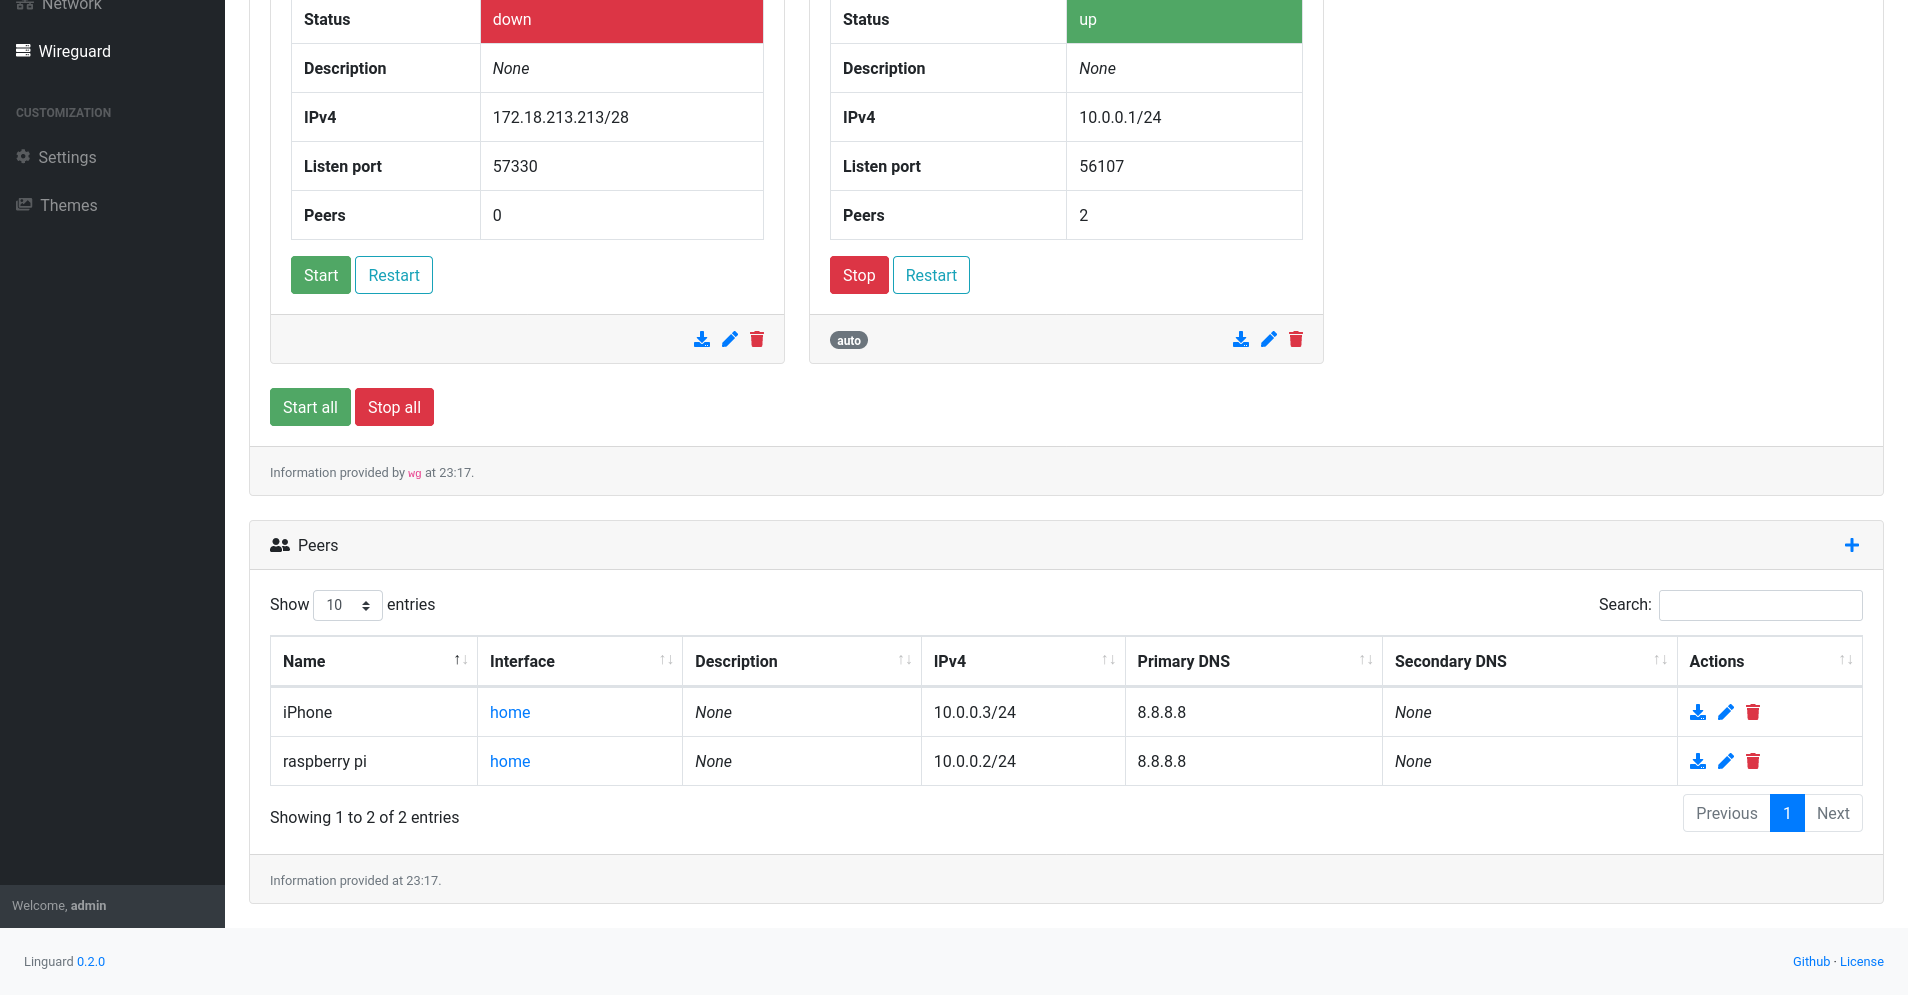 Network
Wireguard
CUSTOMIZATION
Settings
Themes
Welcome, admin
Status down
Description None
IPv4 172.18.213.213/28
Listen port 57330
Peers 0
Start Restart
Status up
Description None
IPv4 10.0.0.1/24
Listen port 56107
Peers 2
Stop Restart
auto
Start all Stop all
Information provided by wg at 23:17.
Peers
Show 10 entries Search:
Name Interface Description IPv4 Primary DNS Secondary DNS Actions
iPhone home None 10.0.0.3/24 8.8.8.8 None
raspberry pi home None 10.0.0.2/24 8.8.8.8 None
Showing 1 to 2 of 2 entries Previous 1 Next
Information provided at 23:17.
Linguard 0.2.0 Github · License